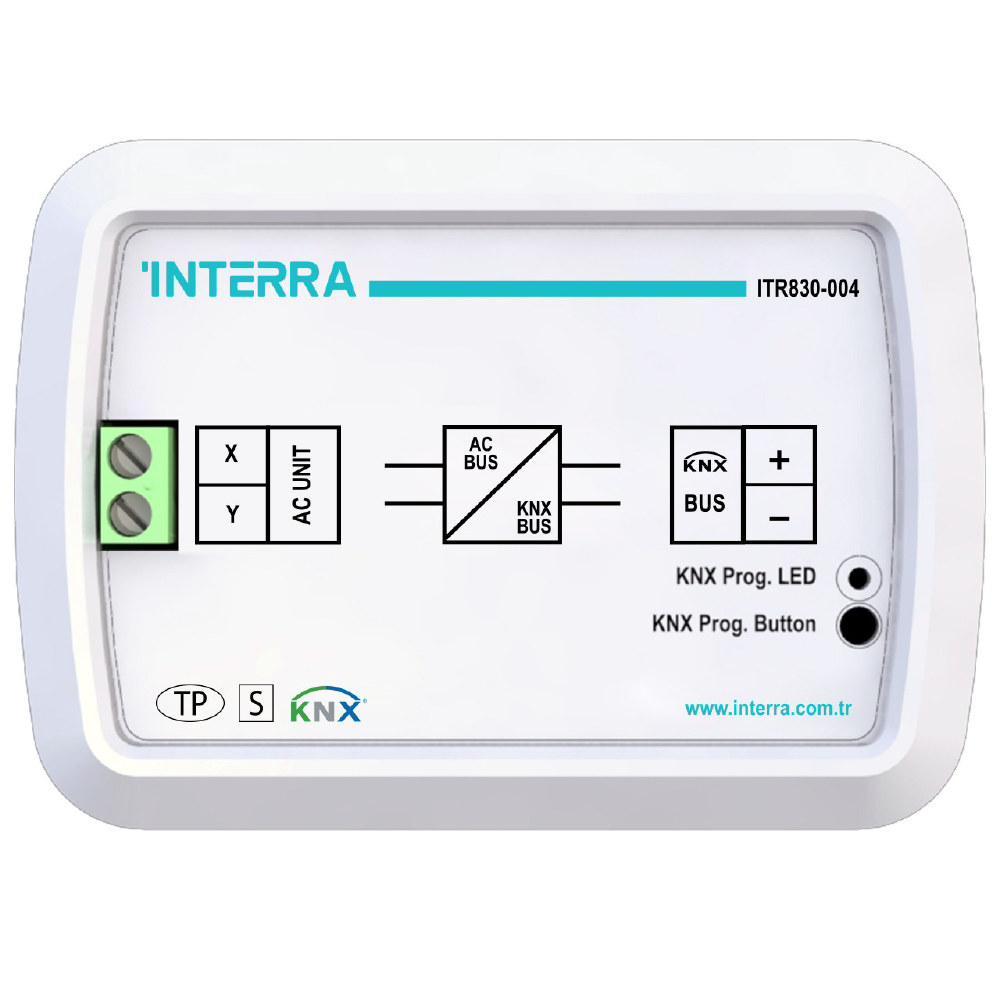 INTERRA
ITR830-004
X
Y
AC UNIT
AC
BUS
KNX
BUS
KNX
BUS
+
−
KNX Prog. LED
KNX Prog. Button
TP
S
KNX®
www.interra.com.tr